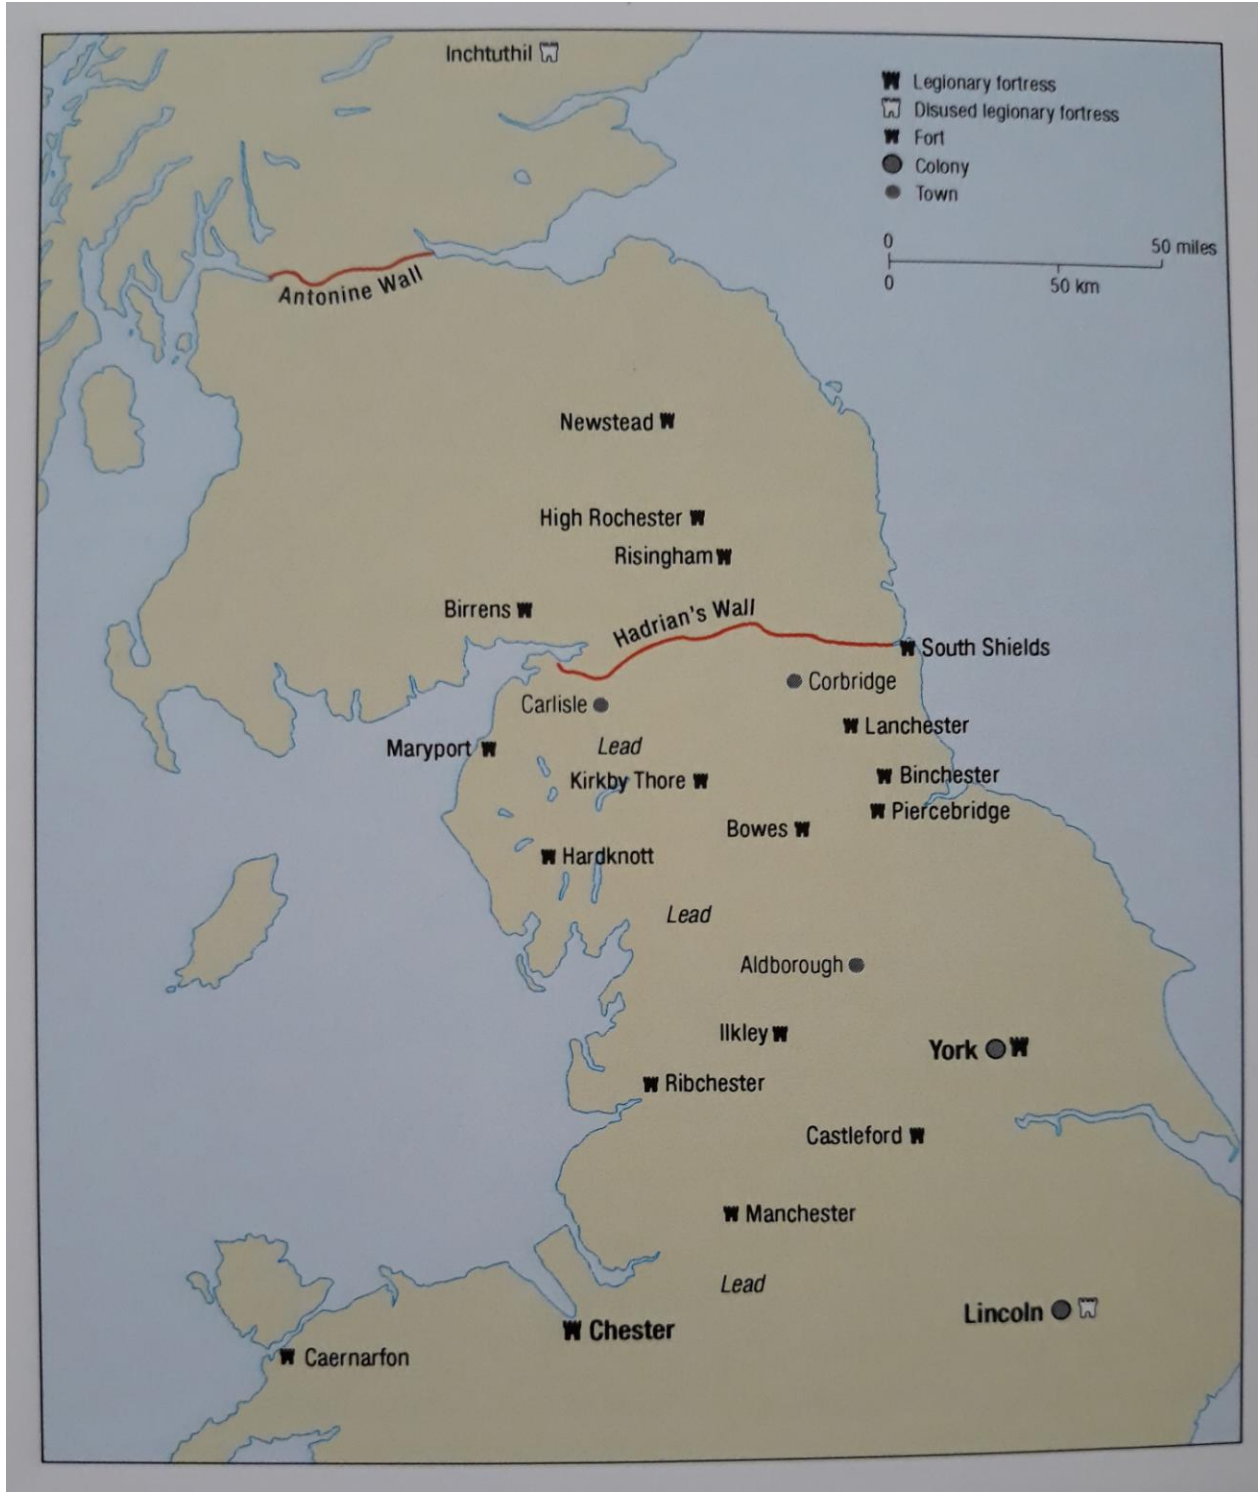 Inchtuthil
Legionary fortress
Disused legionary fortress
Fort
Colony
Town
0 50 miles
0 50 km
Antonine Wall
Newstead
High Rochester
Risingham
Birrens
Hadrian's Wall
South Shields
Corbridge
Carlisle
Lanchester
Maryport
Lead
Kirkby Thore
Binchester
Piercebridge
Bowes
Hardknott
Lead
Aldborough
Ilkley
York
Ribchester
Castleford
Manchester
Lead
Lincoln
Chester
Caernarfon